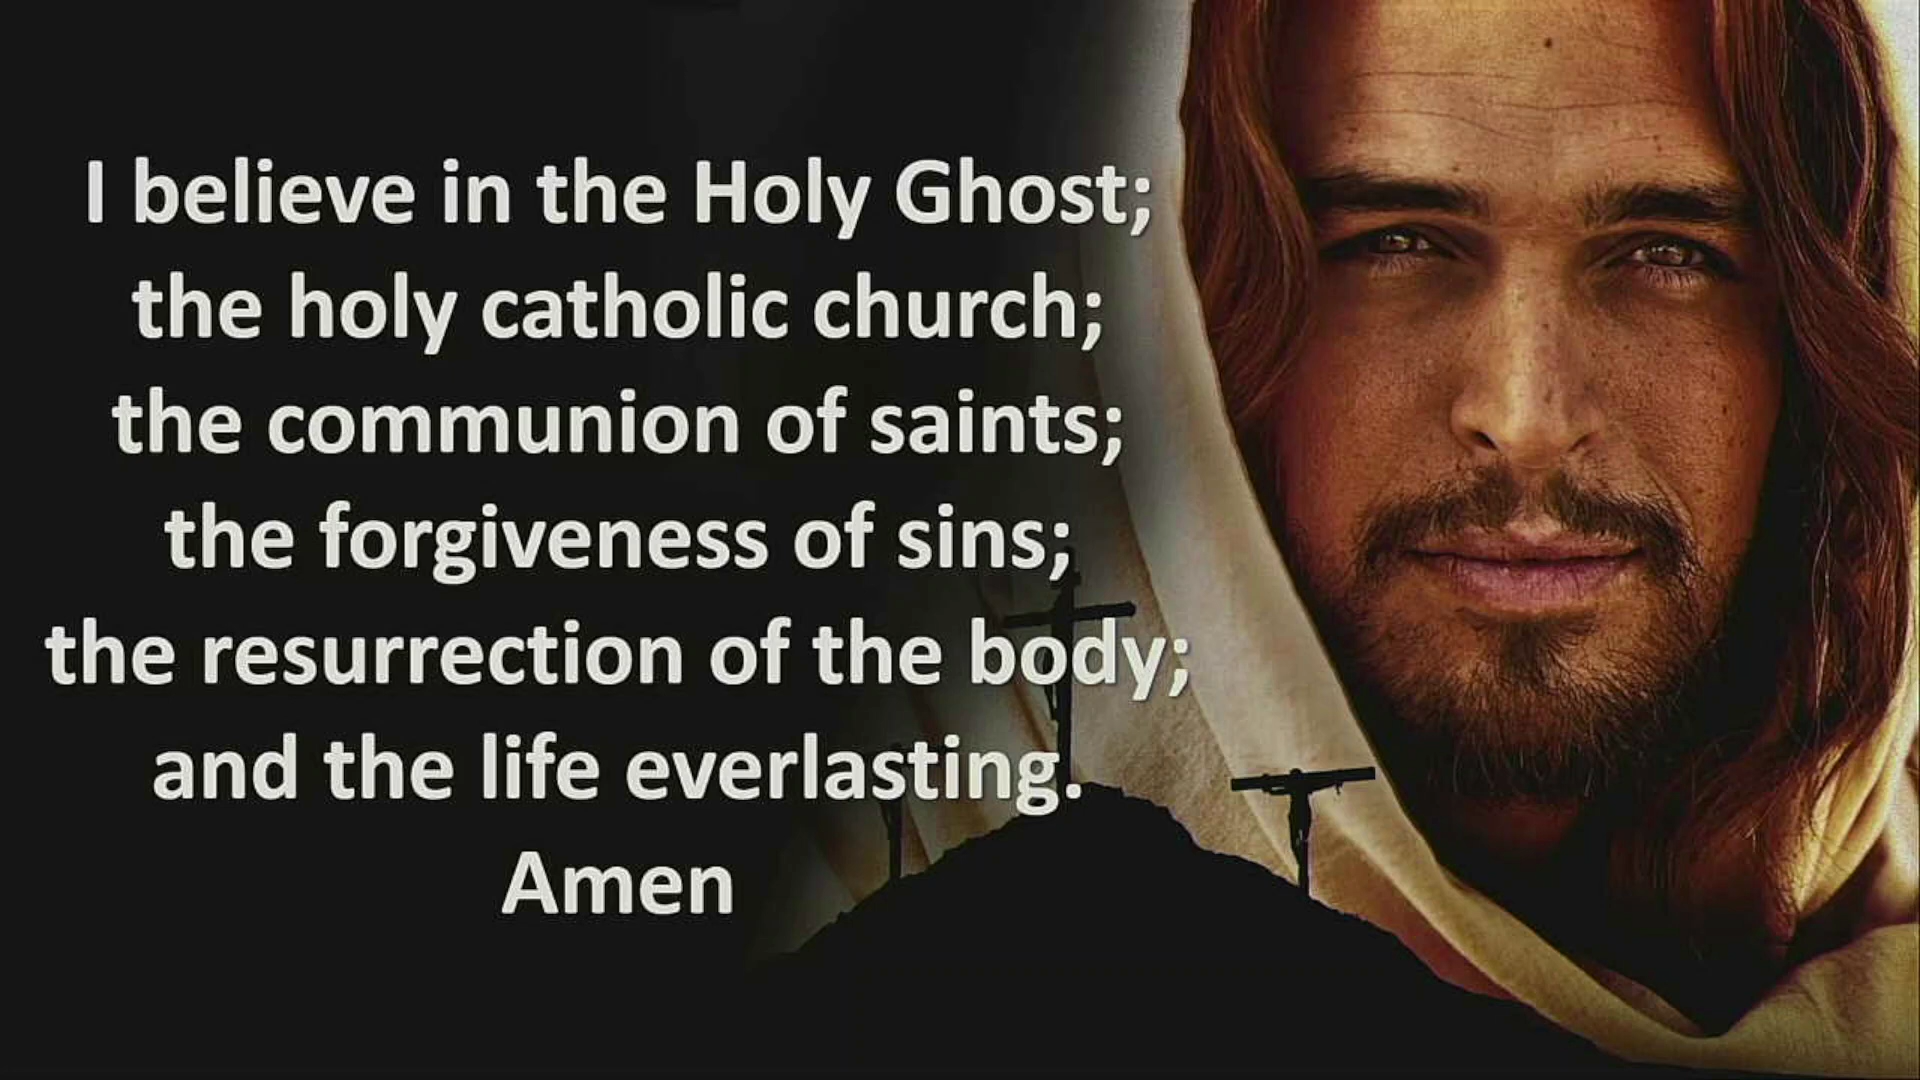 I believe in the Holy Ghost;
the holy catholic church;
the communion of saints;
the forgiveness of sins;
the resurrection of the body;
and the life everlasting.
Amen